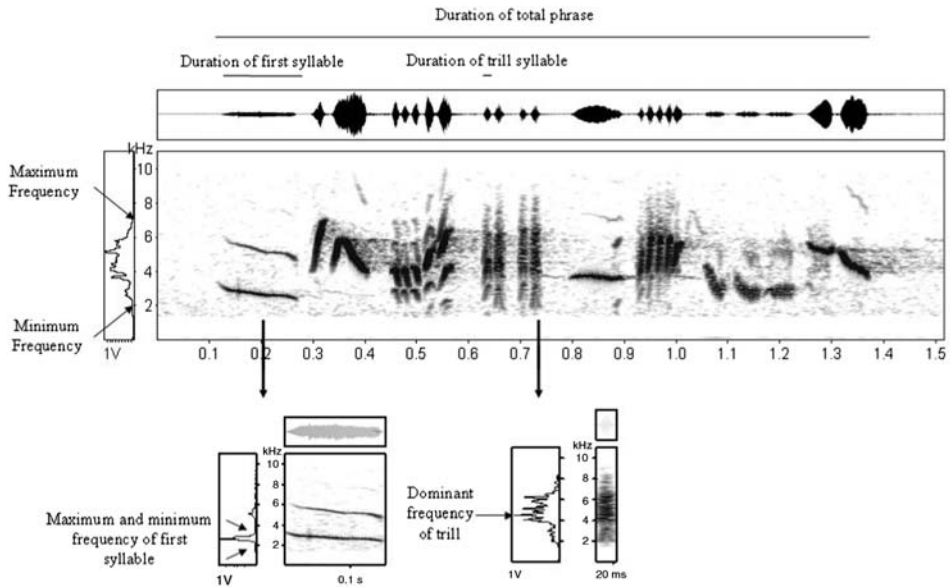 Duration of total phrase
Duration of first syllable
Duration of trill syllable
kHz
Maximum
Frequency
Minimum
Frequency
10
8
6
4
2
1V
0.1 0.2 0.3 0.4 0.5 0.6 0.7 0.8 0.9 1.0 1.1 1.2 1.3 1.4 1.5
Maximum and minimum
frequency of first
syllable
kHz
10
8
6
4
2
1V
0.1 s
Dominant
frequency
of trill
kHz
10
8
6
4
2
1V
20 ms